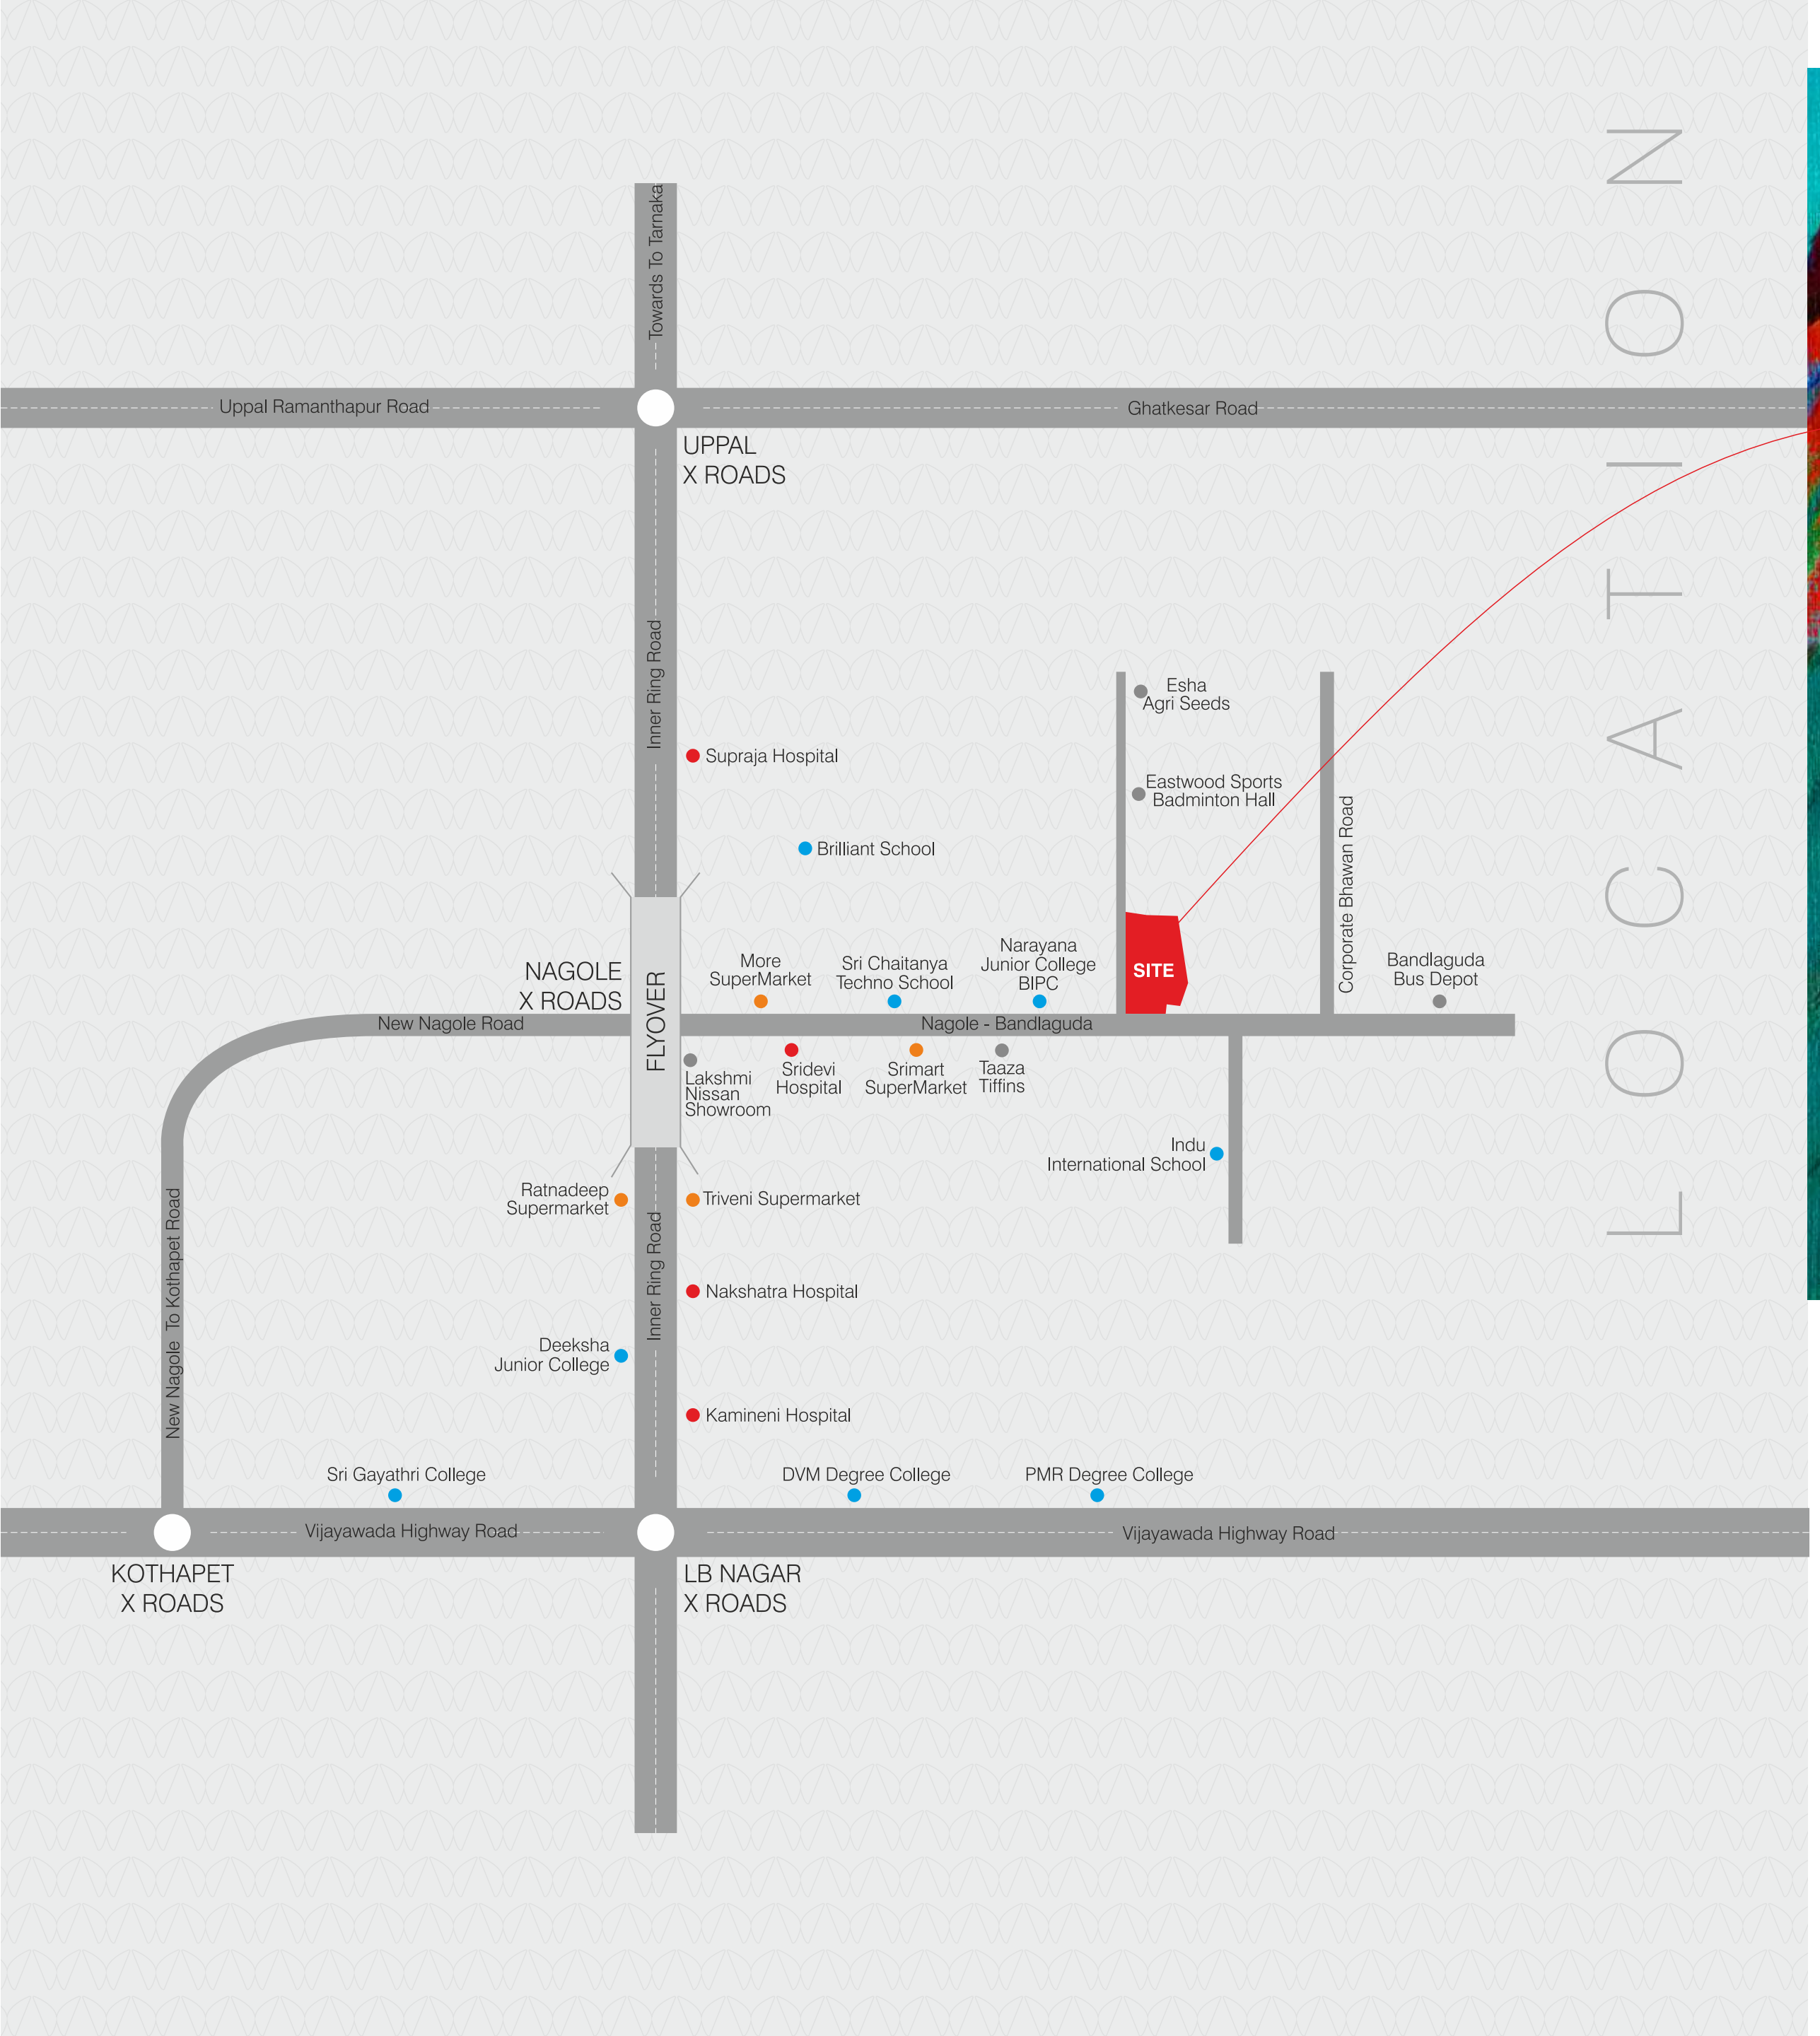 Towards To Tarnaka
Uppal Ramanthapur Road
Ghatkesar Road
UPPAL
X ROADS
Inner Ring Road
Esha
Agri Seeds
Supraja Hospital
Eastwood Sports
Badminton Hall
Brilliant School
Corporate Bhawan Road
LOCATION
NAGOLE
X ROADS
FLYOVER
More
SuperMarket
Sri Chaitanya
Techno School
Narayana
Junior College
BIPC
SITE
Bandlaguda
Bus Depot
New Nagole Road
Nagole - Bandlaguda
Lakshmi
Nissan
Showroom
Sridevi
Hospital
Srimart
SuperMarket
Taaza
Tiffins
Indu
International School
Ratnadeep
Supermarket
Triveni Supermarket
Inner Ring Road
New Nagole To Kothapet Road
Nakshatra Hospital
Deeksha
Junior College
Kamineni Hospital
Sri Gayathri College
DVM Degree College
PMR Degree College
Vijayawada Highway Road
Vijayawada Highway Road
KOTHAPET
X ROADS
LB NAGAR
X ROADS